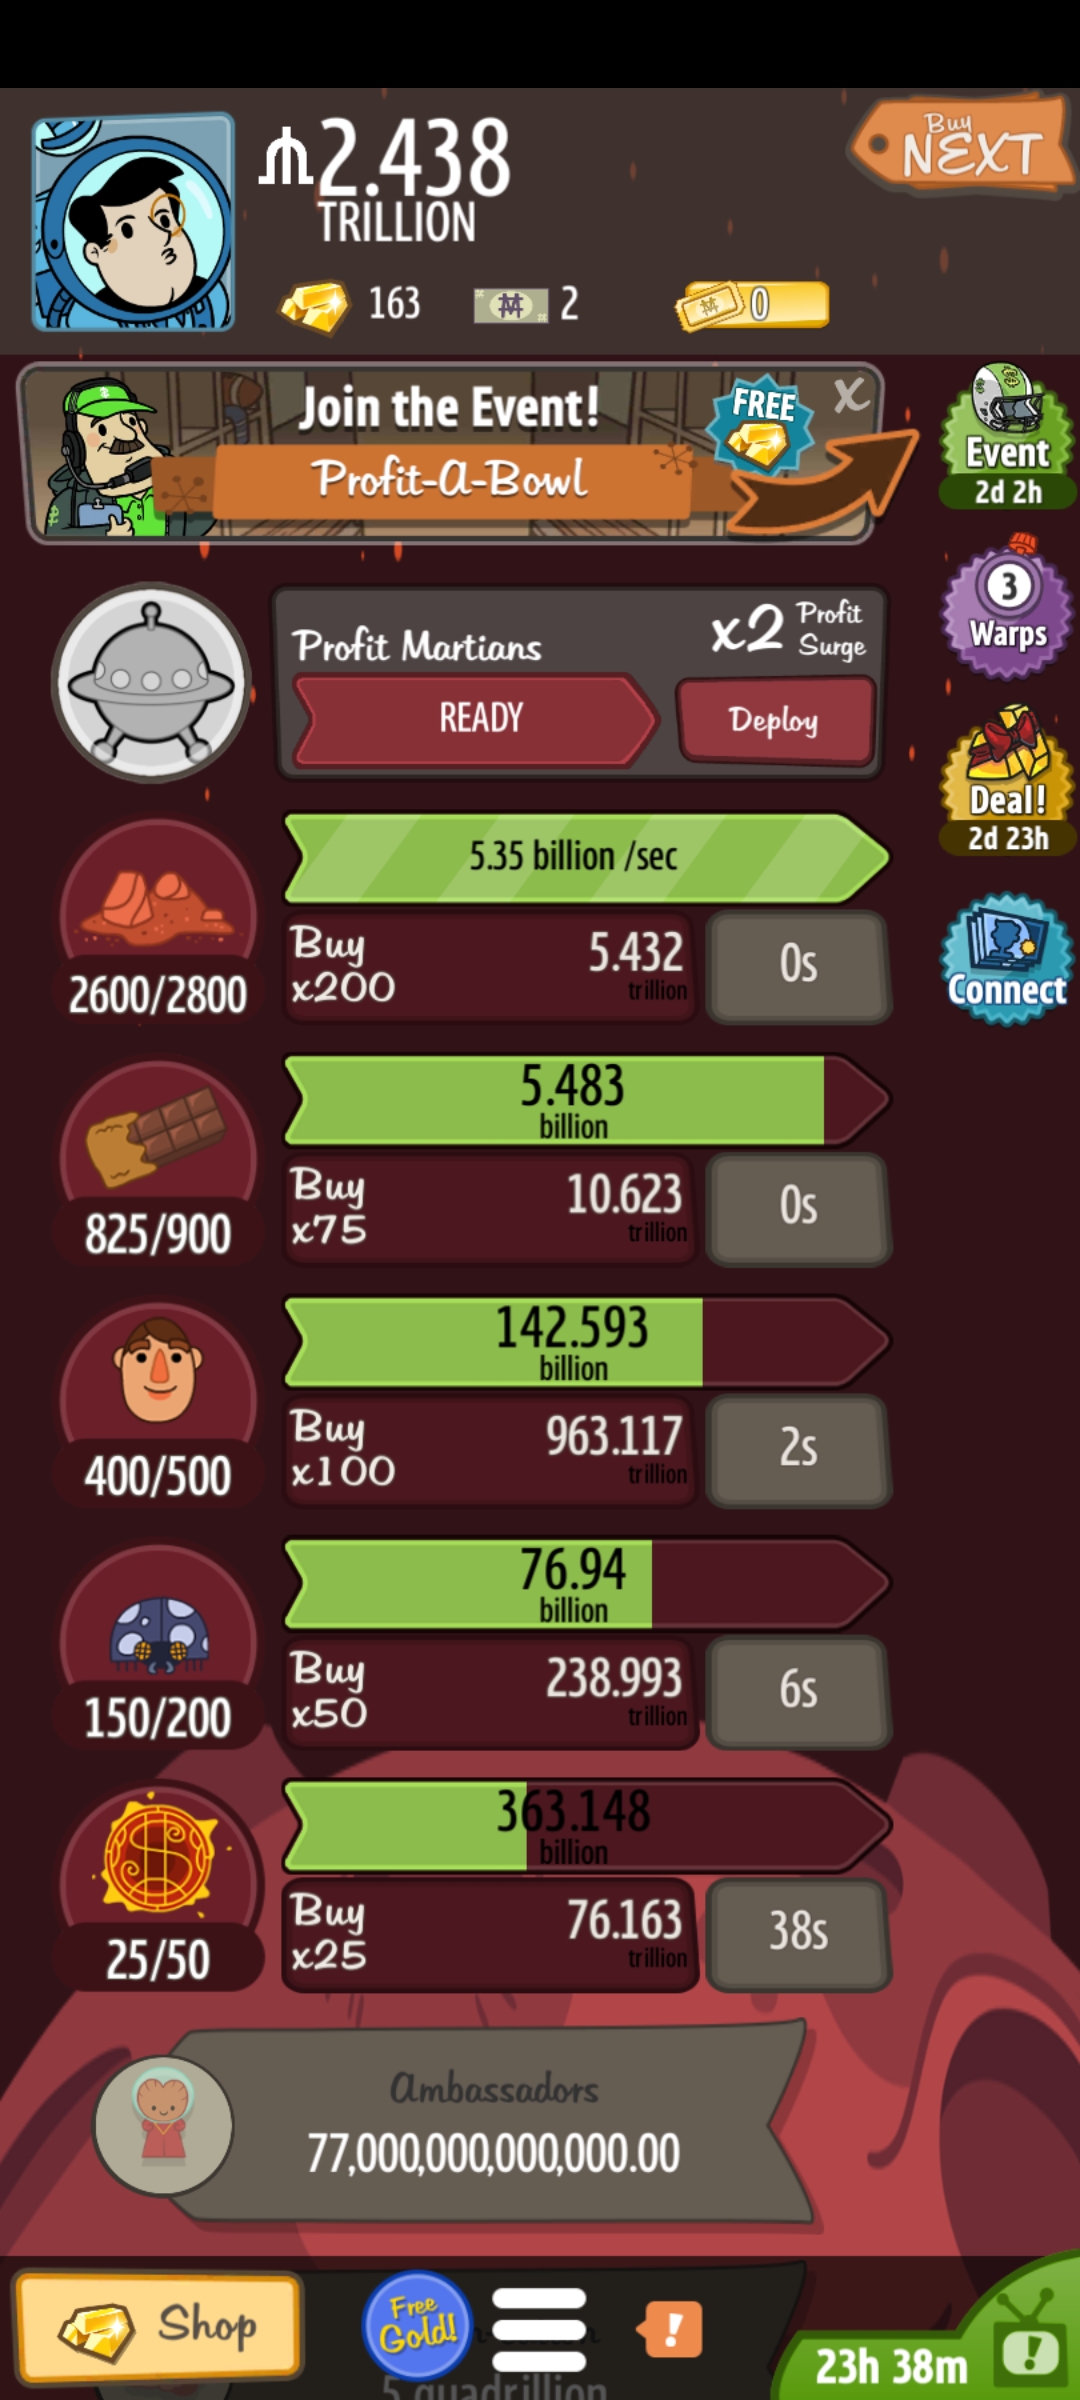 2.438
TRILLION
Buy
NEXT
163
2
0
Join the Event!
FREE
X
Profit-A-Bowl
Event
2d 2h
3
Warps
Profit Martians
x2 Profit
Surge
READY
Deploy
Deal!
2d 23h
5.35 billion /sec
Buy
x200
5.432
trillion
0s
2600/2800
Connect
5.483
billion
Buy
x75
10.623
trillion
0s
825/900
142.593
billion
Buy
x100
963.117
trillion
2s
400/500
76.94
billion
Buy
x50
238.993
trillion
6s
150/200
363.148
billion
Buy
x25
76.163
trillion
38s
25/50
Ambassadors
77,000,000,000,000.00
Shop
Free
Gold!
!
!
23h 38m
5 quadrillion